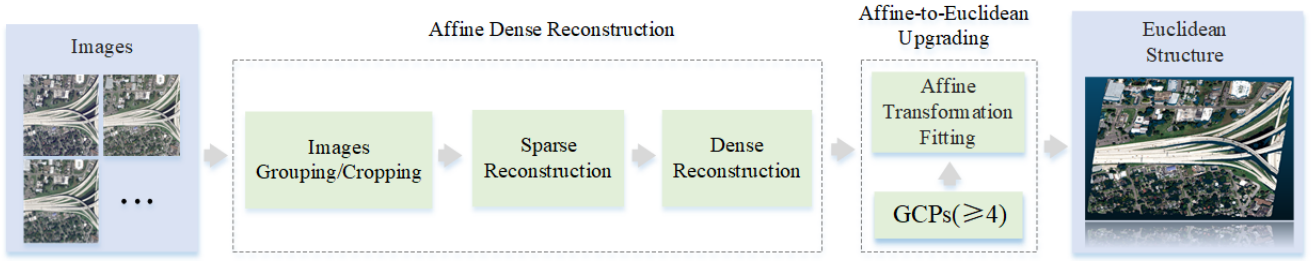 Images
...
Affine Dense Reconstruction
Images
Grouping/Cropping
Sparse
Reconstruction
Dense
Reconstruction
Affine-to-Euclidean
Upgrading
Affine
Transformation
Fitting
GCPs(≥4)
Euclidean
Structure